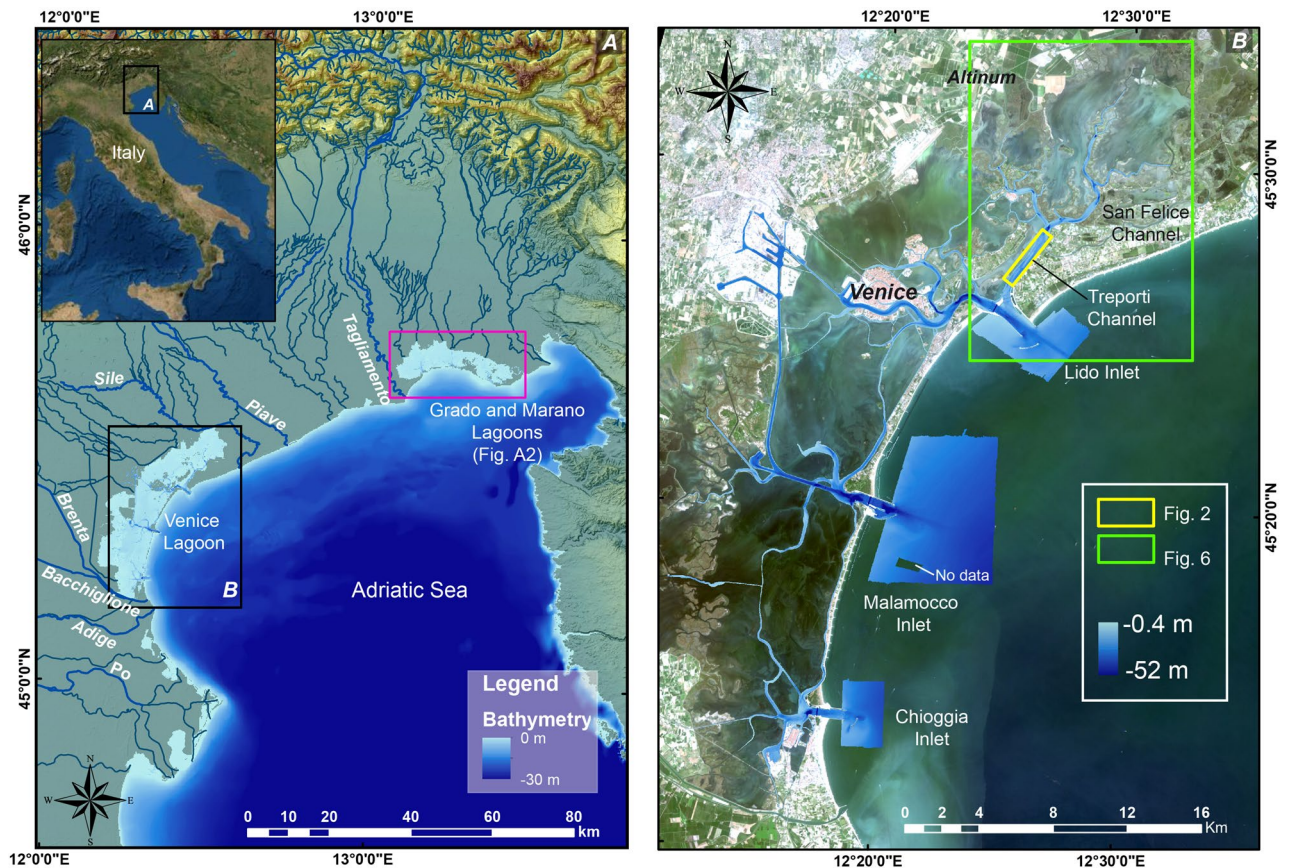 12°0'0"E
13°0'0"E
12°20'0"E
12°30'0"E
A
B
A
Italy
N
W
E
S
Altinum
46°0'0"N
45°30'0"N
San Felice
Channel
Venice
Treporti
Channel
Lido Inlet
Tagliamento
Sile
Piave
Grado and Marano
Lagoons
(Fig. A2)
Brenta
Venice
Lagoon
B
Bacchiglione
Adige
Po
Adriatic Sea
45°0'0"N
45°20'0"N
No data
Malamocco
Inlet
Chioggia
Inlet
Fig. 2
Fig. 6
-0.4 m
-52 m
Legend
Bathymetry
0 m
-30 m
N
W
E
S
0 10 20 40 60 80
km
0 2 4 8 12 16
Km
12°0'0"E
13°0'0"E
12°20'0"E
12°30'0"E